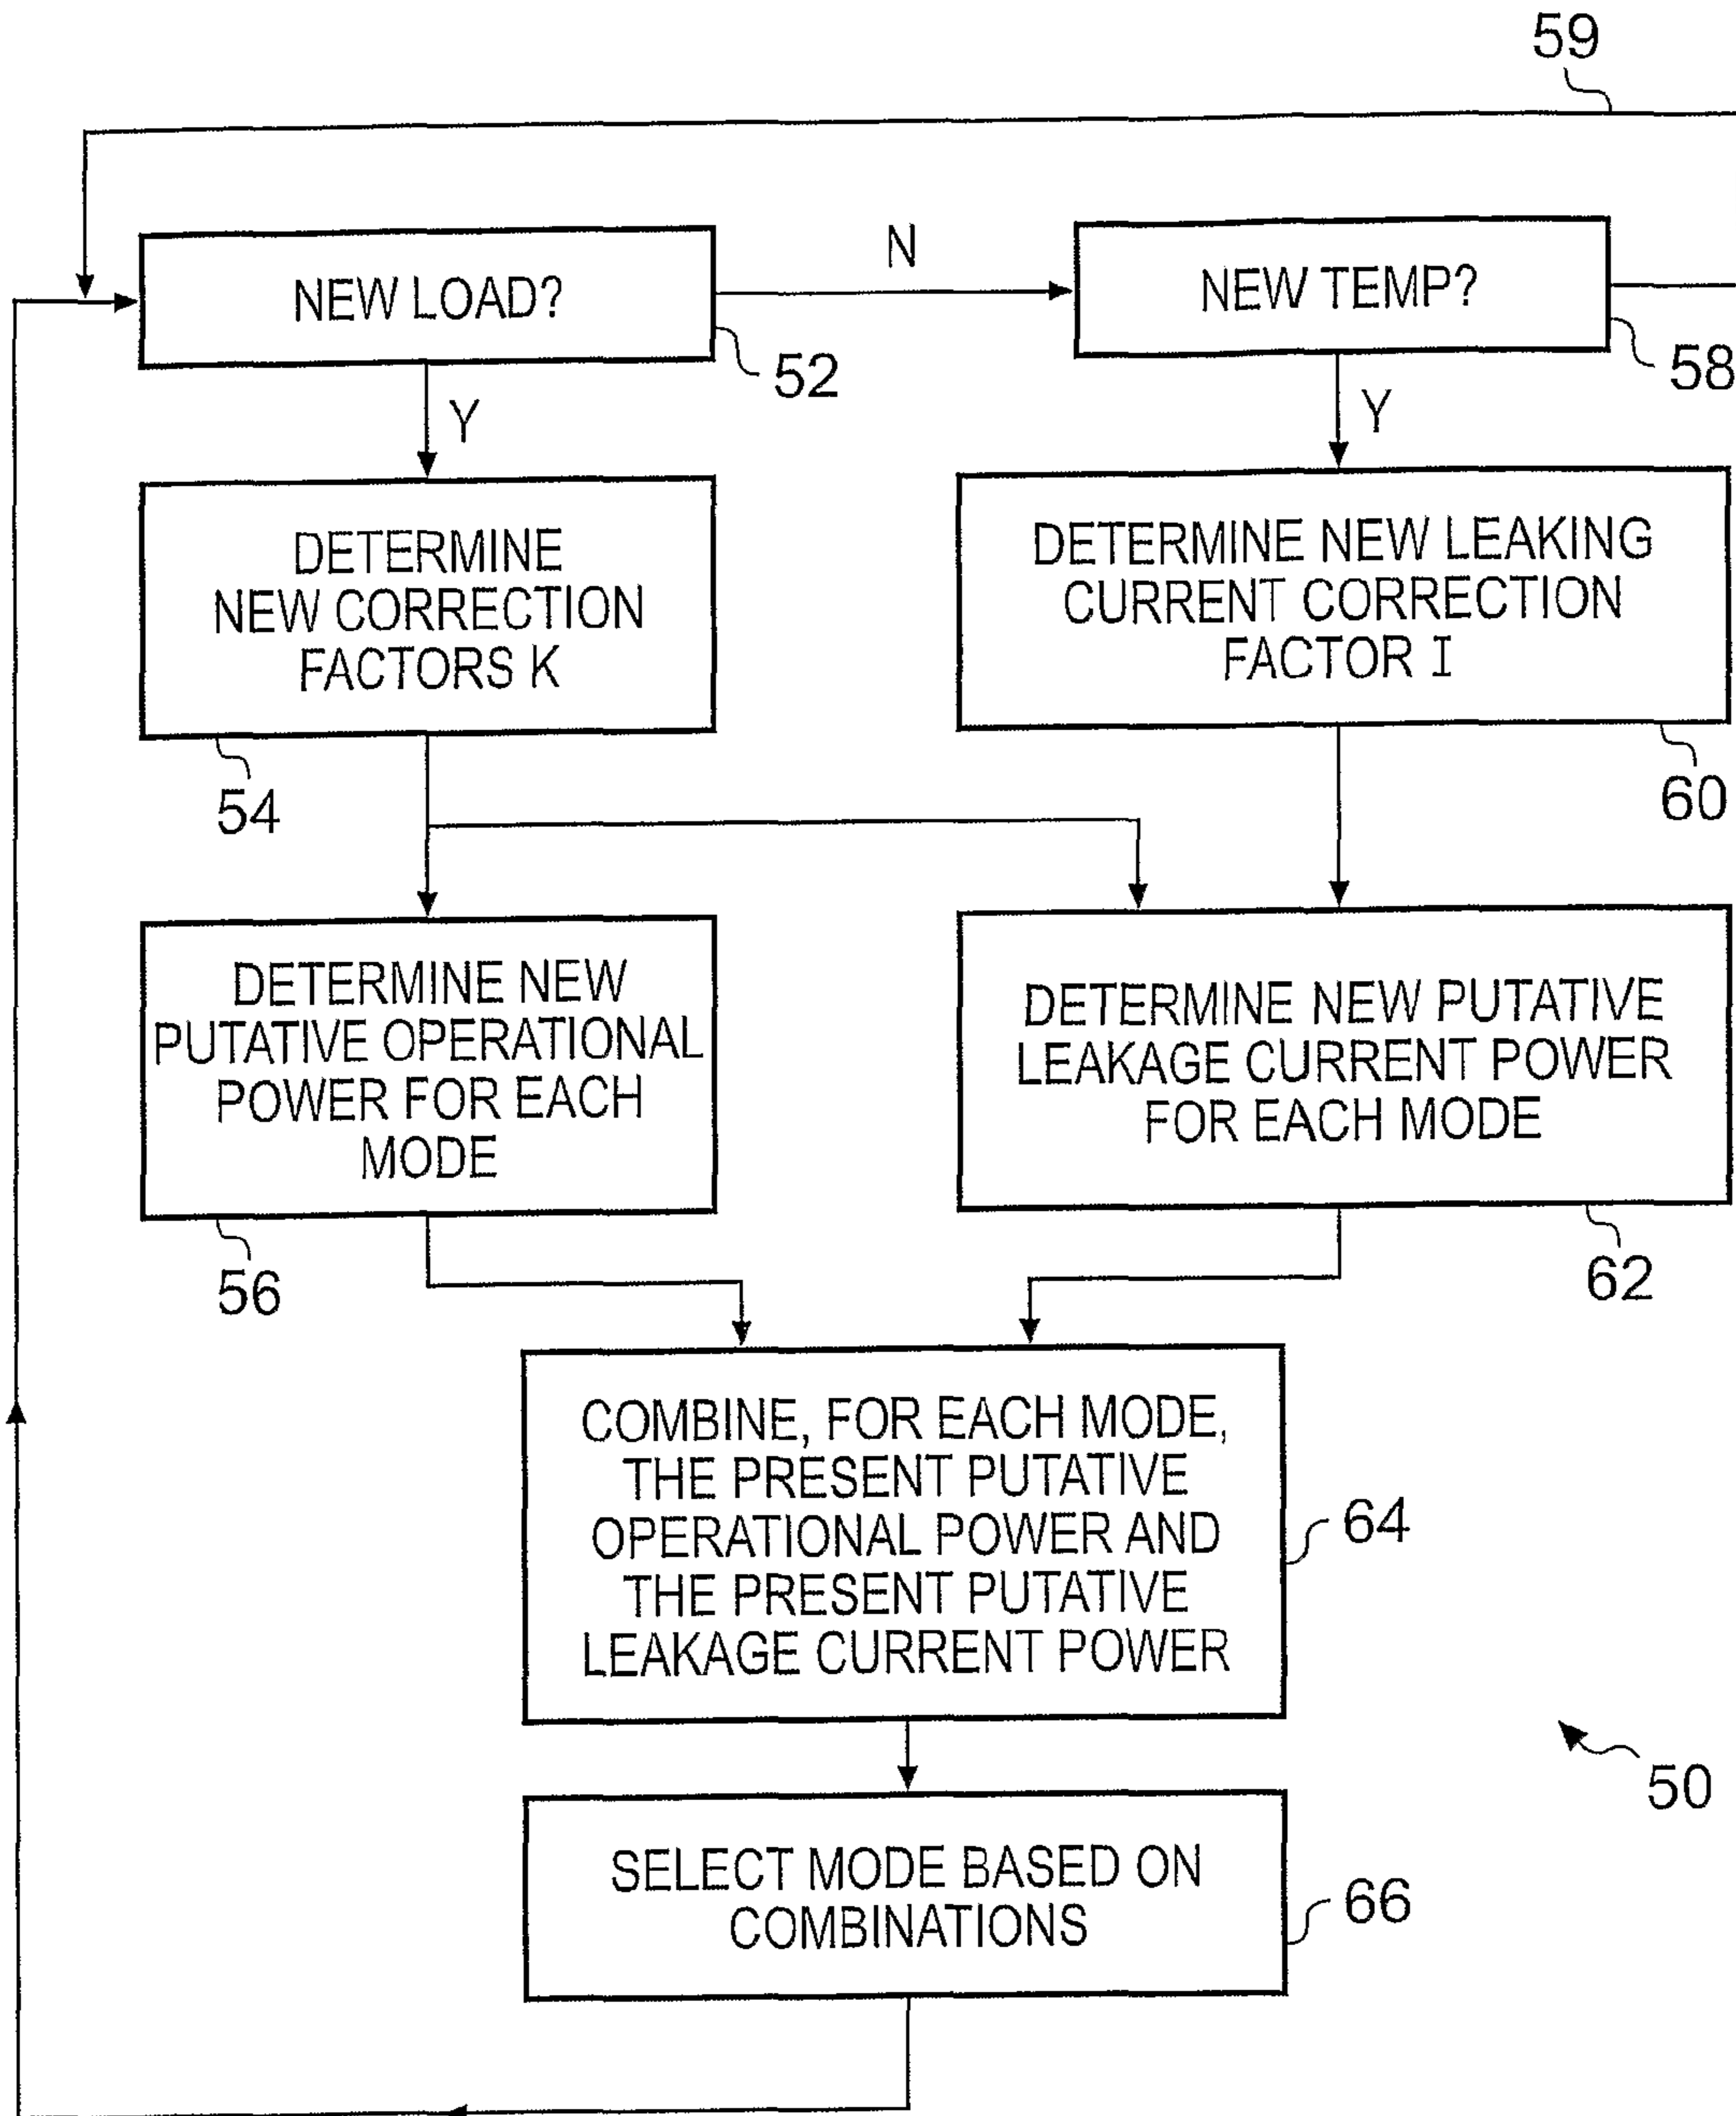 59
NEW LOAD?
52
N
NEW TEMP?
58
Y
Y
DETERMINE
NEW CORRECTION
FACTORS K
54
DETERMINE NEW LEAKING
CURRENT CORRECTION
FACTOR I
60
DETERMINE NEW
PUTATIVE OPERATIONAL
POWER FOR EACH
MODE
56
DETERMINE NEW PUTATIVE
LEAKAGE CURRENT POWER
FOR EACH MODE
62
COMBINE, FOR EACH MODE,
THE PRESENT PUTATIVE
OPERATIONAL POWER AND
THE PRESENT PUTATIVE
LEAKAGE CURRENT POWER
64
50
SELECT MODE BASED ON
COMBINATIONS
66